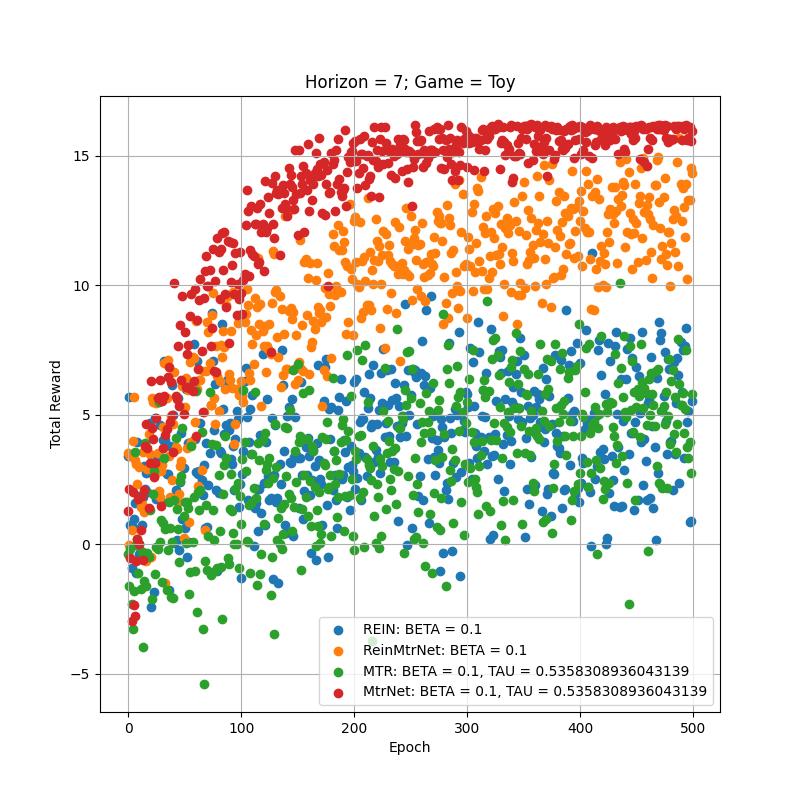 Horizon = 7; Game = Toy
Total Reward
15
10
5
0
−5
REIN: BETA = 0.1
ReinMtrNet: BETA = 0.1
MTR: BETA = 0.1, TAU = 0.5358308936043139
MtrNet: BETA = 0.1, TAU = 0.5358308936043139
0 100 200 300 400 500
Epoch